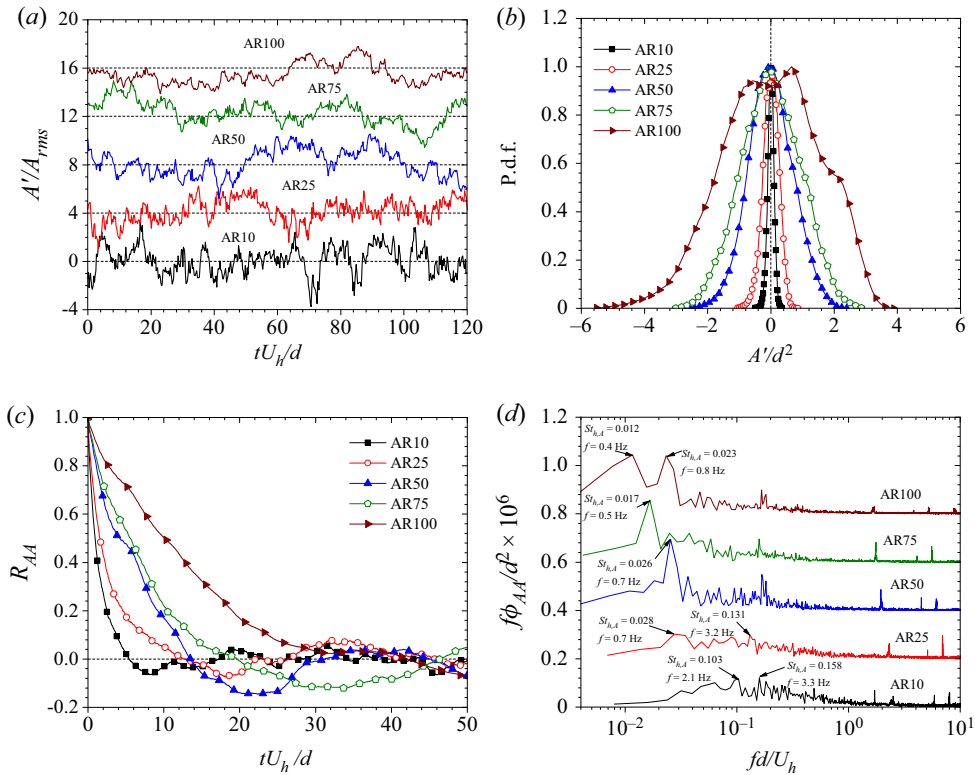 (a)
20
16
12
8
4
0
-4
A′/A_rms
AR100
AR75
AR50
AR25
AR10
0 20 40 60 80 100 120
tU_h/d
(b)
1.2
1.0
0.8
0.6
0.4
0.2
0
P.d.f.
AR10
AR25
AR50
AR75
AR100
−6 −4 −2 0 2 4 6
A′/d²
(c)
1.0
0.8
0.6
0.4
0.2
0.0
-0.2
R_AA
AR10
AR25
AR50
AR75
AR100
0 10 20 30 40 50
tU_h/d
(d)
1.2
1.0
0.8
0.6
0.4
0.2
0
fϕ_AA/d² × 10⁶
St_h,A = 0.012
f = 0.4 Hz
St_h,A = 0.023
f = 0.8 Hz
AR100
St_h,A = 0.017
f = 0.5 Hz
AR75
St_h,A = 0.026
f = 0.7 Hz
AR50
St_h,A = 0.028
f = 0.7 Hz
St_h,A = 0.131
f = 3.2 Hz
AR25
St_h,A = 0.103
f = 2.1 Hz
St_h,A = 0.158
f = 3.3 Hz
AR10
10⁻² 10⁻¹ 10⁰ 10¹
fd/U_h